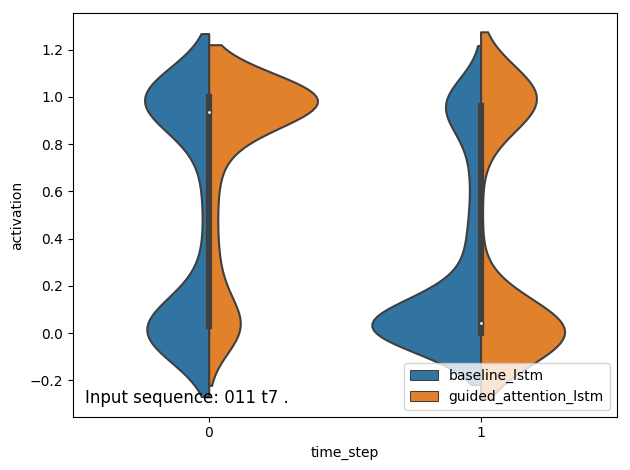 1.2
1.0
0.8
0.6
0.4
0.2
0.0
−0.2
activation
Input sequence: 011 t7 .
baseline_lstm
guided_attention_lstm
0
1
time_step